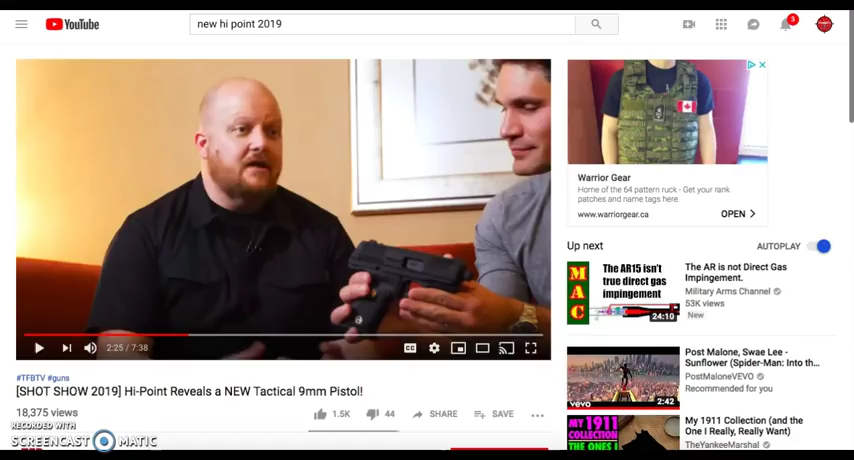 YouTube
new hi point 2019
3
2:25 / 7:38
CC
#TFBTV #guns
[SHOT SHOW 2019] Hi-Point Reveals a NEW Tactical 9mm Pistol!
18,375 views
1.5K
44
SHARE
SAVE
RECORDED WITH
SCREENCAST MATIC
Warrior Gear
Home of the 64 pattern ruck - Get your rank
patches and name tags here.
www.warriorgear.ca
OPEN
Up next
AUTOPLAY
MAC
The AR15 isn't
true direct gas
impingement
24:10
The AR is not Direct Gas
Impingement.
Military Arms Channel
53K views
New
vevo
2:42
Post Malone, Swae Lee -
Sunflower (Spider-Man: Into th...
PostMaloneVEVO
Recommended for you
MY 1911
COLLECTION
THE ONES I
My 1911 Collection (and the
One I Really, Really Want)
TheYankeeMarshal